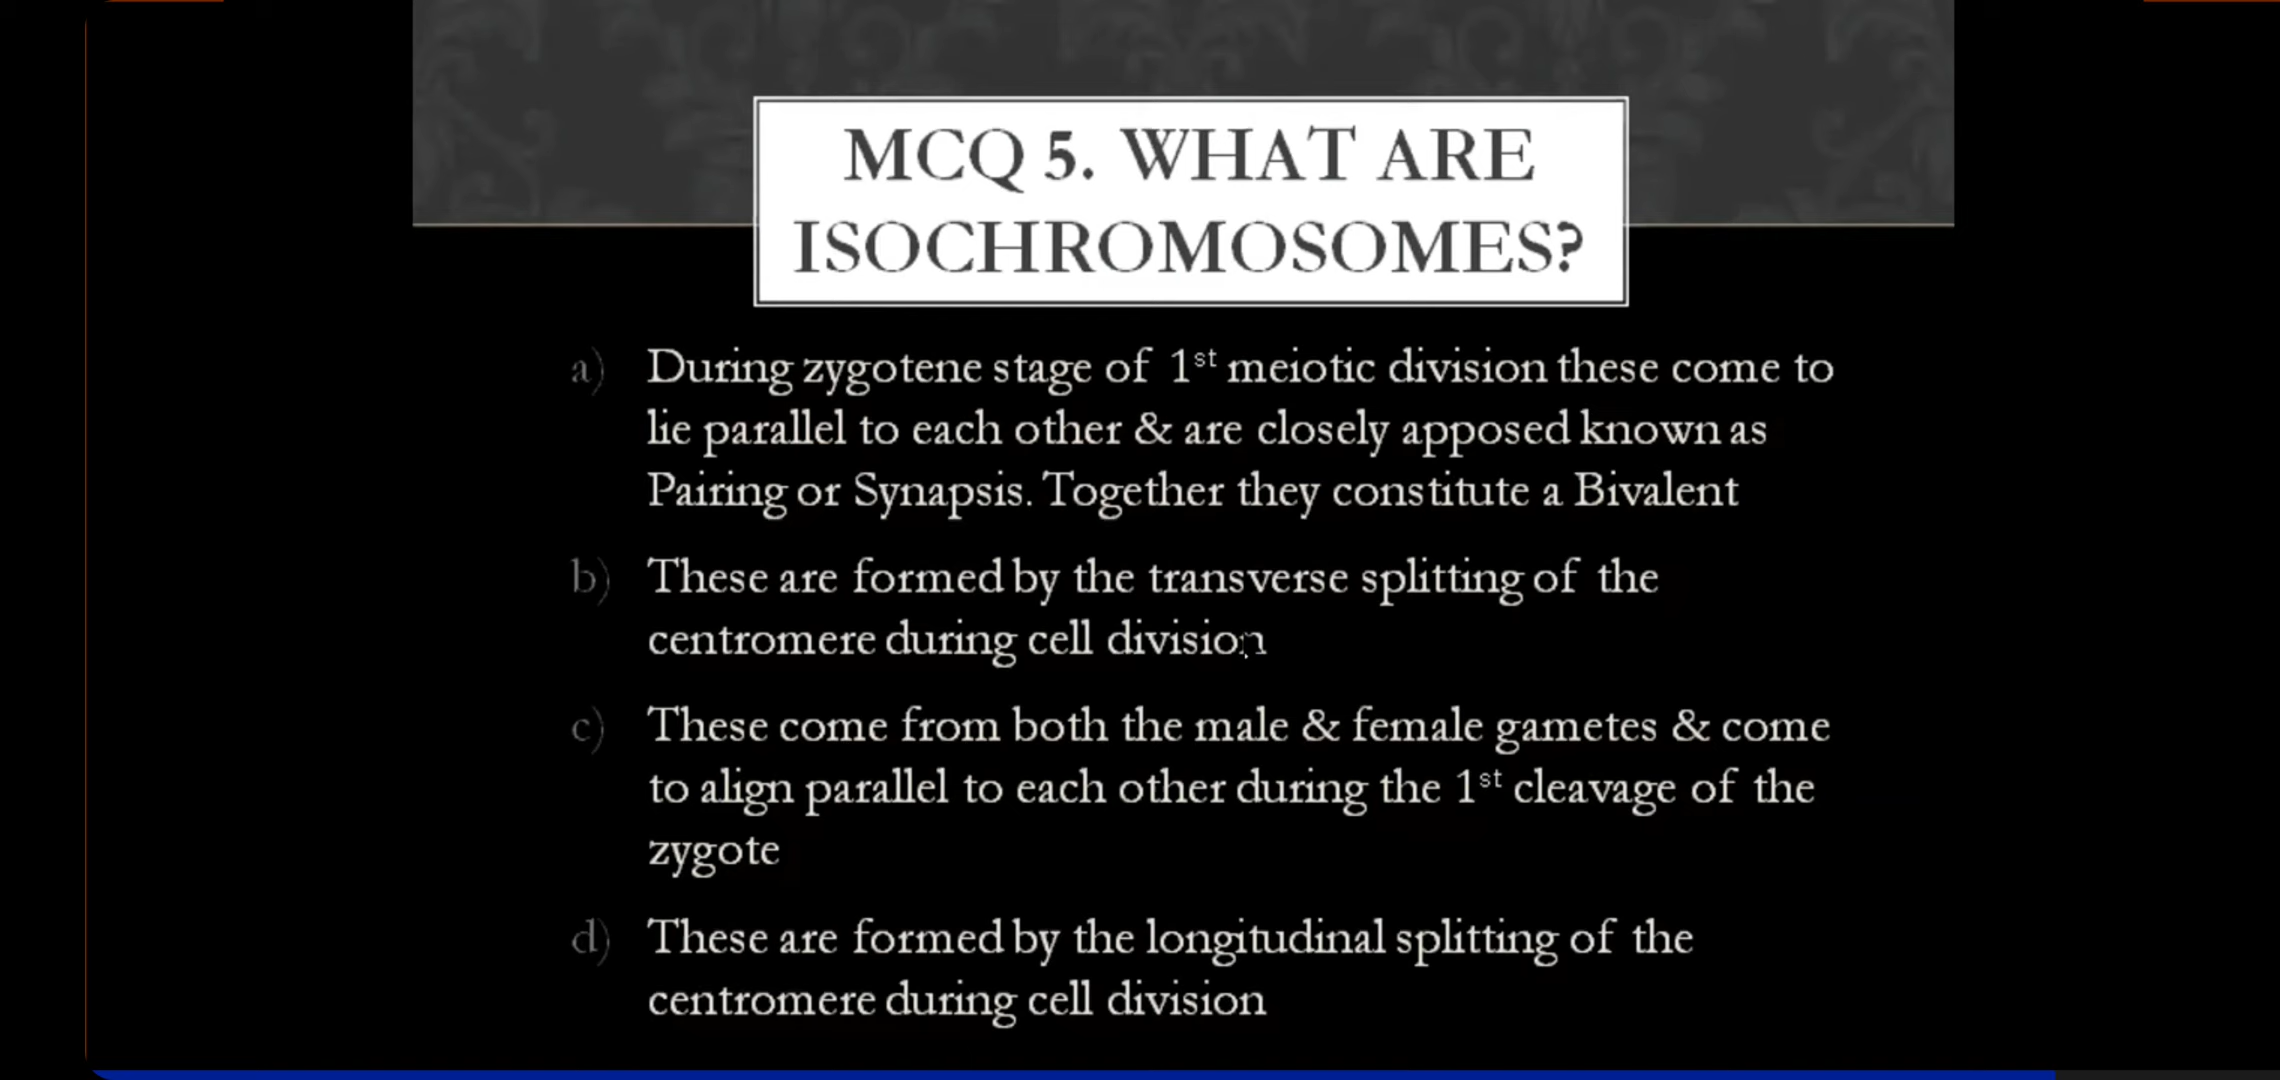 MCQ 5. WHAT ARE
ISOCHROMOSOMES?
a) During zygotene stage of 1st meiotic division these come to
lie parallel to each other & are closely apposed known as
Pairing or Synapsis. Together they constitute a Bivalent
b) These are formed by the transverse splitting of the
centromere during cell division
c) These come from both the male & female gametes & come
to align parallel to each other during the 1st cleavage of the
zygote
d) These are formed by the longitudinal splitting of the
centromere during cell division